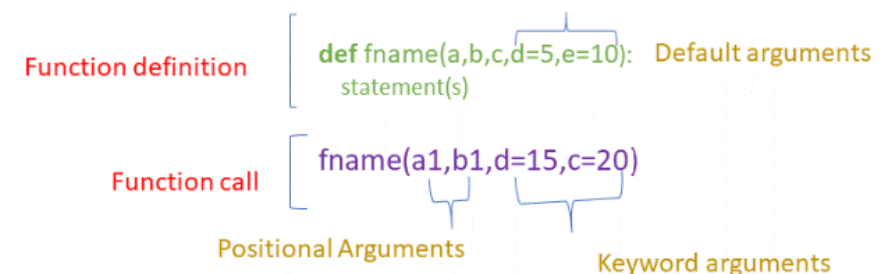 def fname(a,b,c,d=5,e=10): Default arguments
Function definition
statement(s)
fname(a1,b1,d=15,c=20)
Function call
Positional Arguments
Keyword arguments